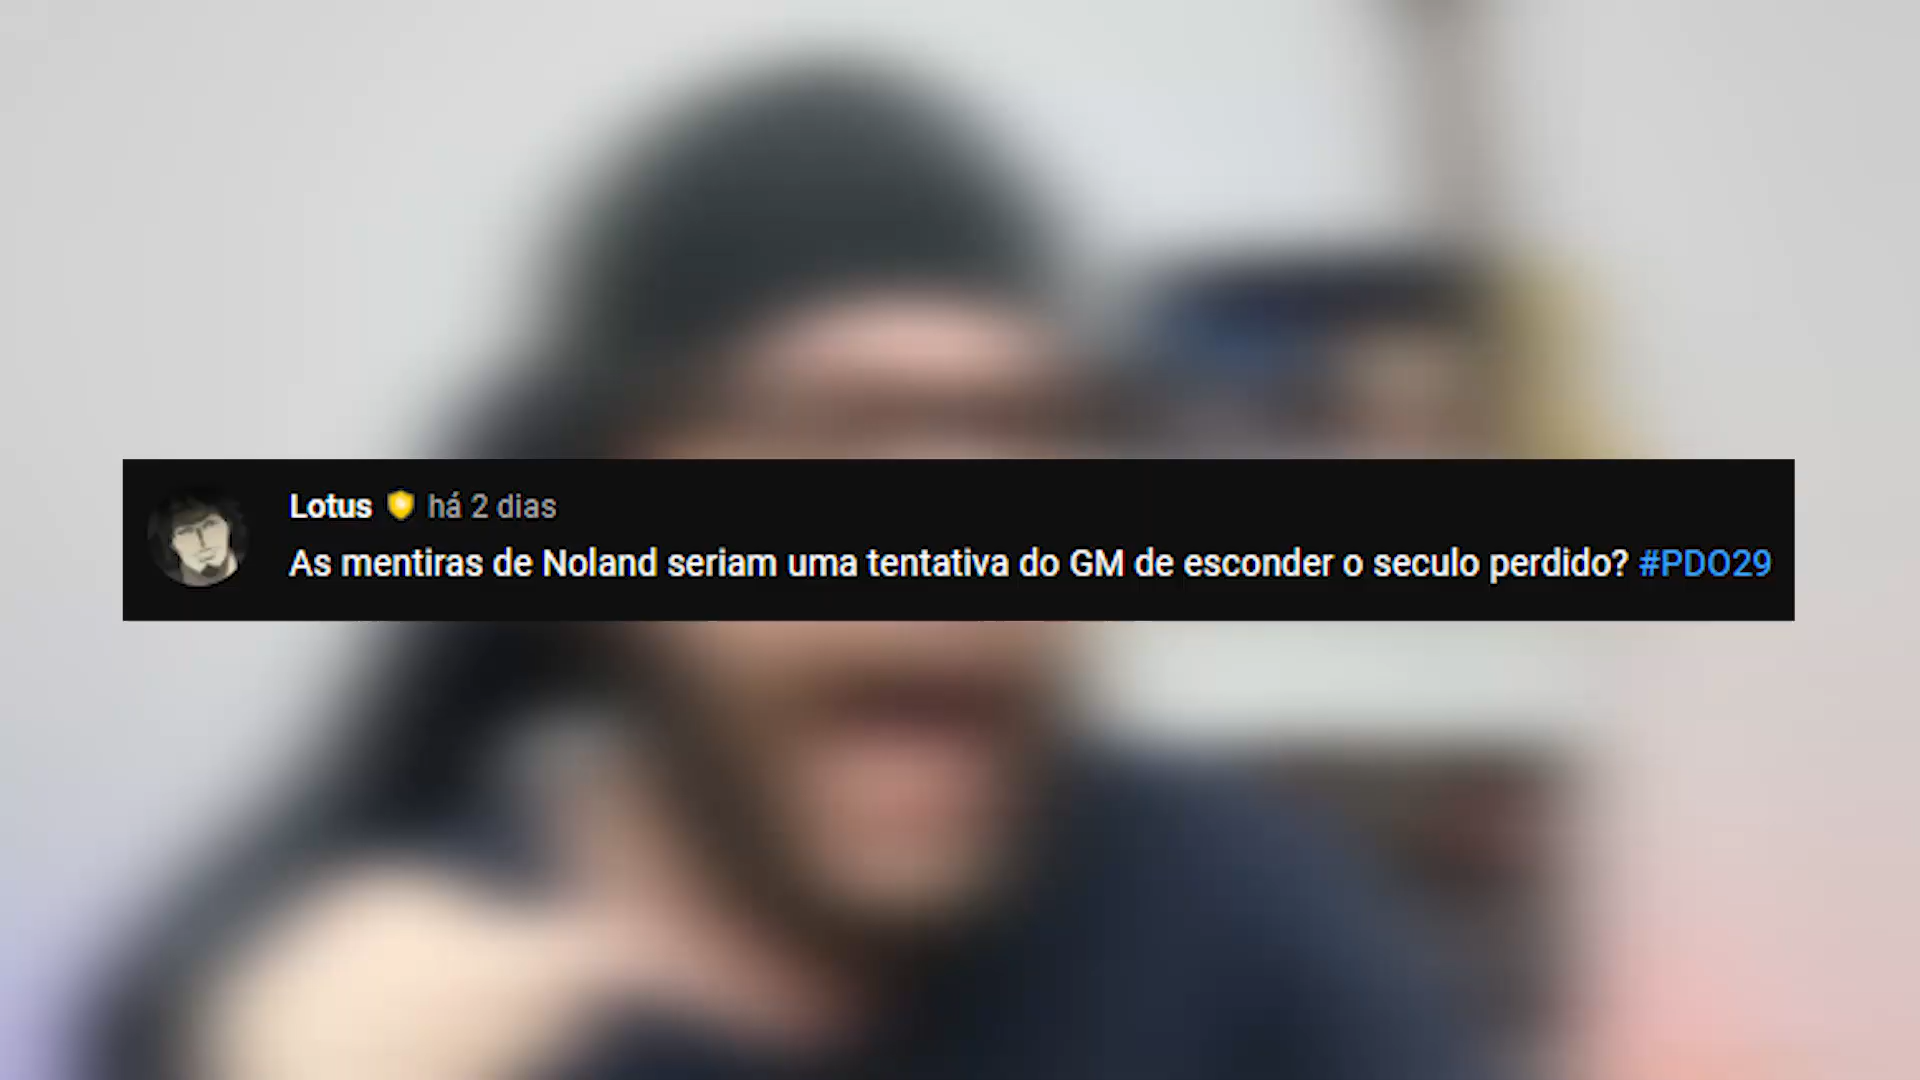 Lotus há 2 dias
As mentiras de Noland seriam uma tentativa do GM de esconder o seculo perdido? #PDO29